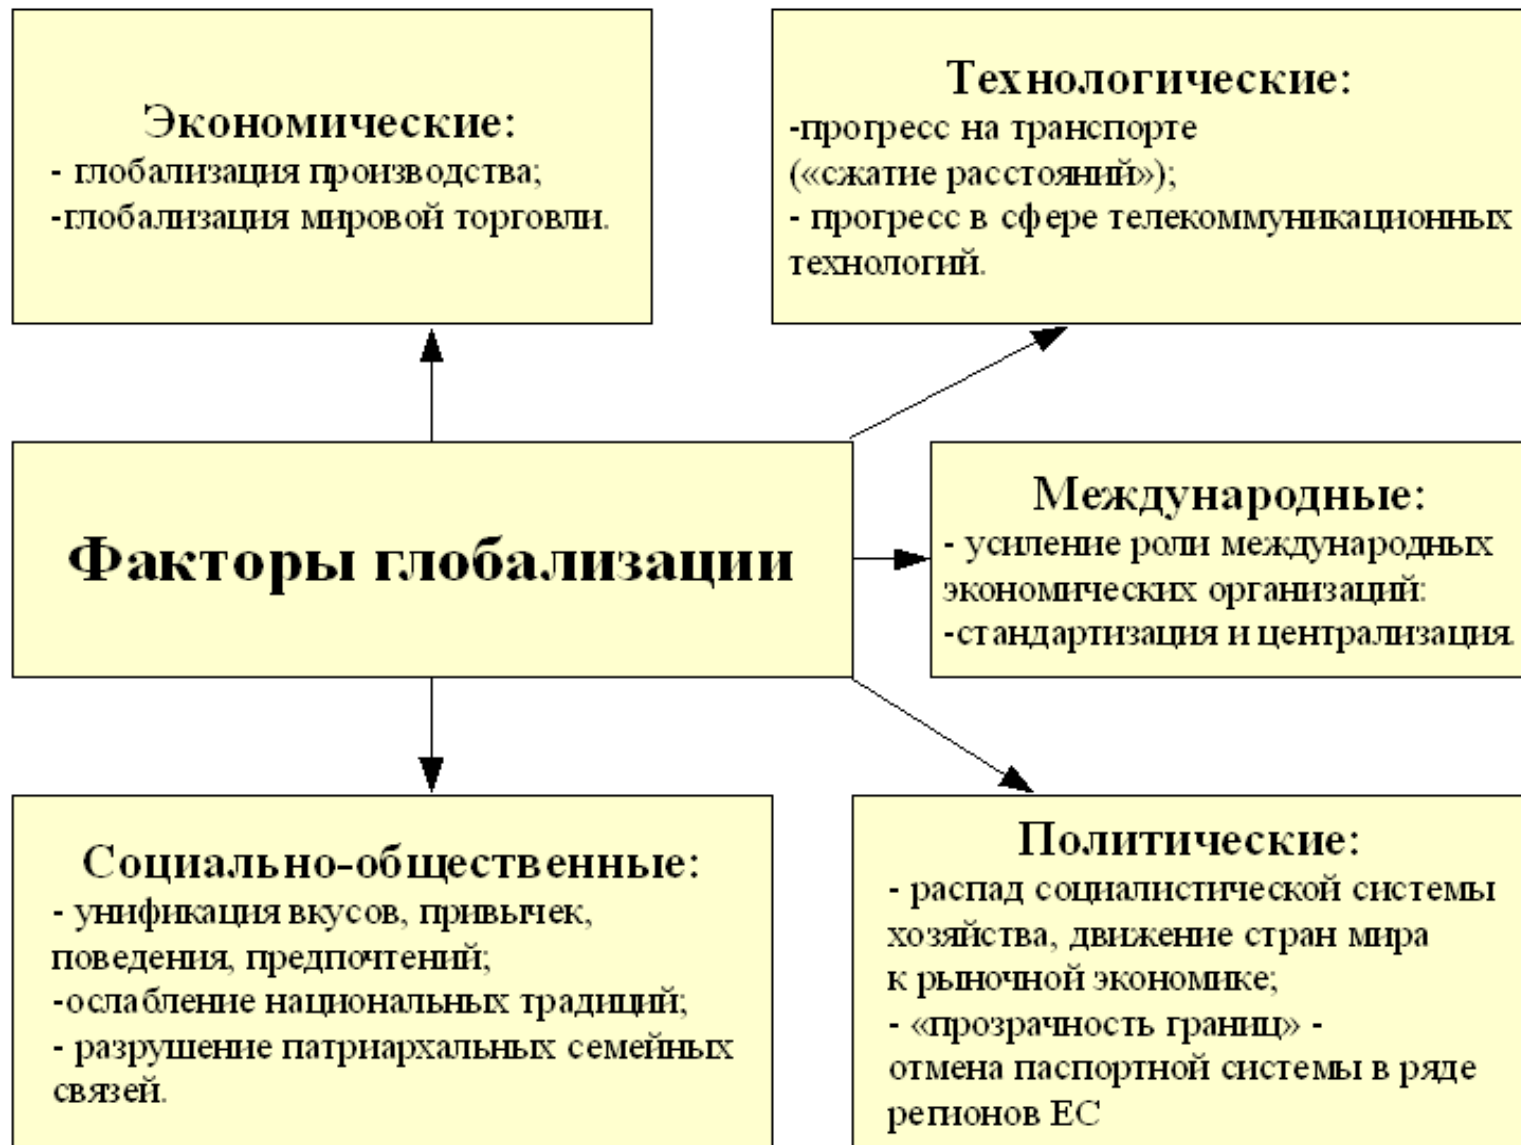 Экономические:
- глобализация производства;
-глобализация мировой торговли.
Технологические:
-прогресс на транспорте
(«сжатие расстояний»);
- прогресс в сфере телекоммуникационных
технологий.
Факторы глобализации
Международные:
- усиление роли международных
экономических организаций:
-стандартизация и централизация.
Социально-общественные:
- унификация вкусов, привычек,
поведения, предпочтений;
-ослабление национальных традиций;
- разрушение патриархальных семейных
связей.
Политические:
- распад социалистической системы
хозяйства, движение стран мира
к рыночной экономике;
- «прозрачность границ» -
отмена паспортной системы в ряде
регионов ЕС